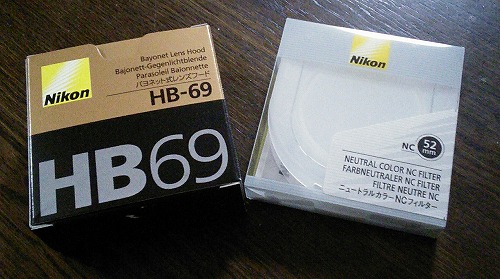 Nikon
Bayonet Lens Hood
Bajonett-Gegenlichtblende
Parasoleil Baïonnette
バヨネット式レンズフード
HB-69
HB69
Nikon
NC 52 mm
NEUTRAL COLOR NC FILTER
FARBNEUTRALER NC FILTER
FILTRE NEUTRE NC
ニュートラルカラー NCフィルター